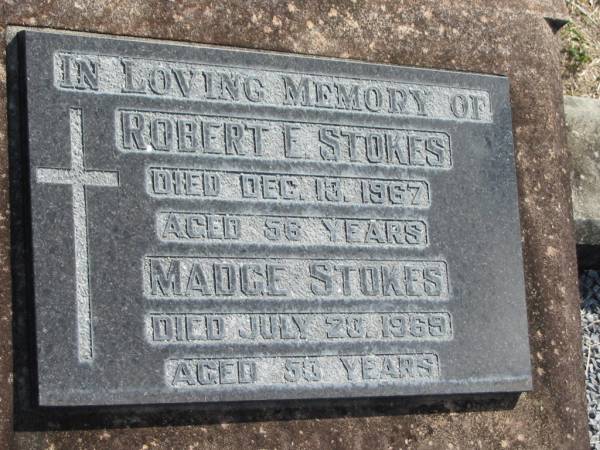 IN LOVING MEMORY OF
ROBERT F. STOKES
DIED DEC. 13. 1967
AGED 56 YEARS
MADGE STOKES
DIED JULY 20. 1969
AGED 55 YEARS